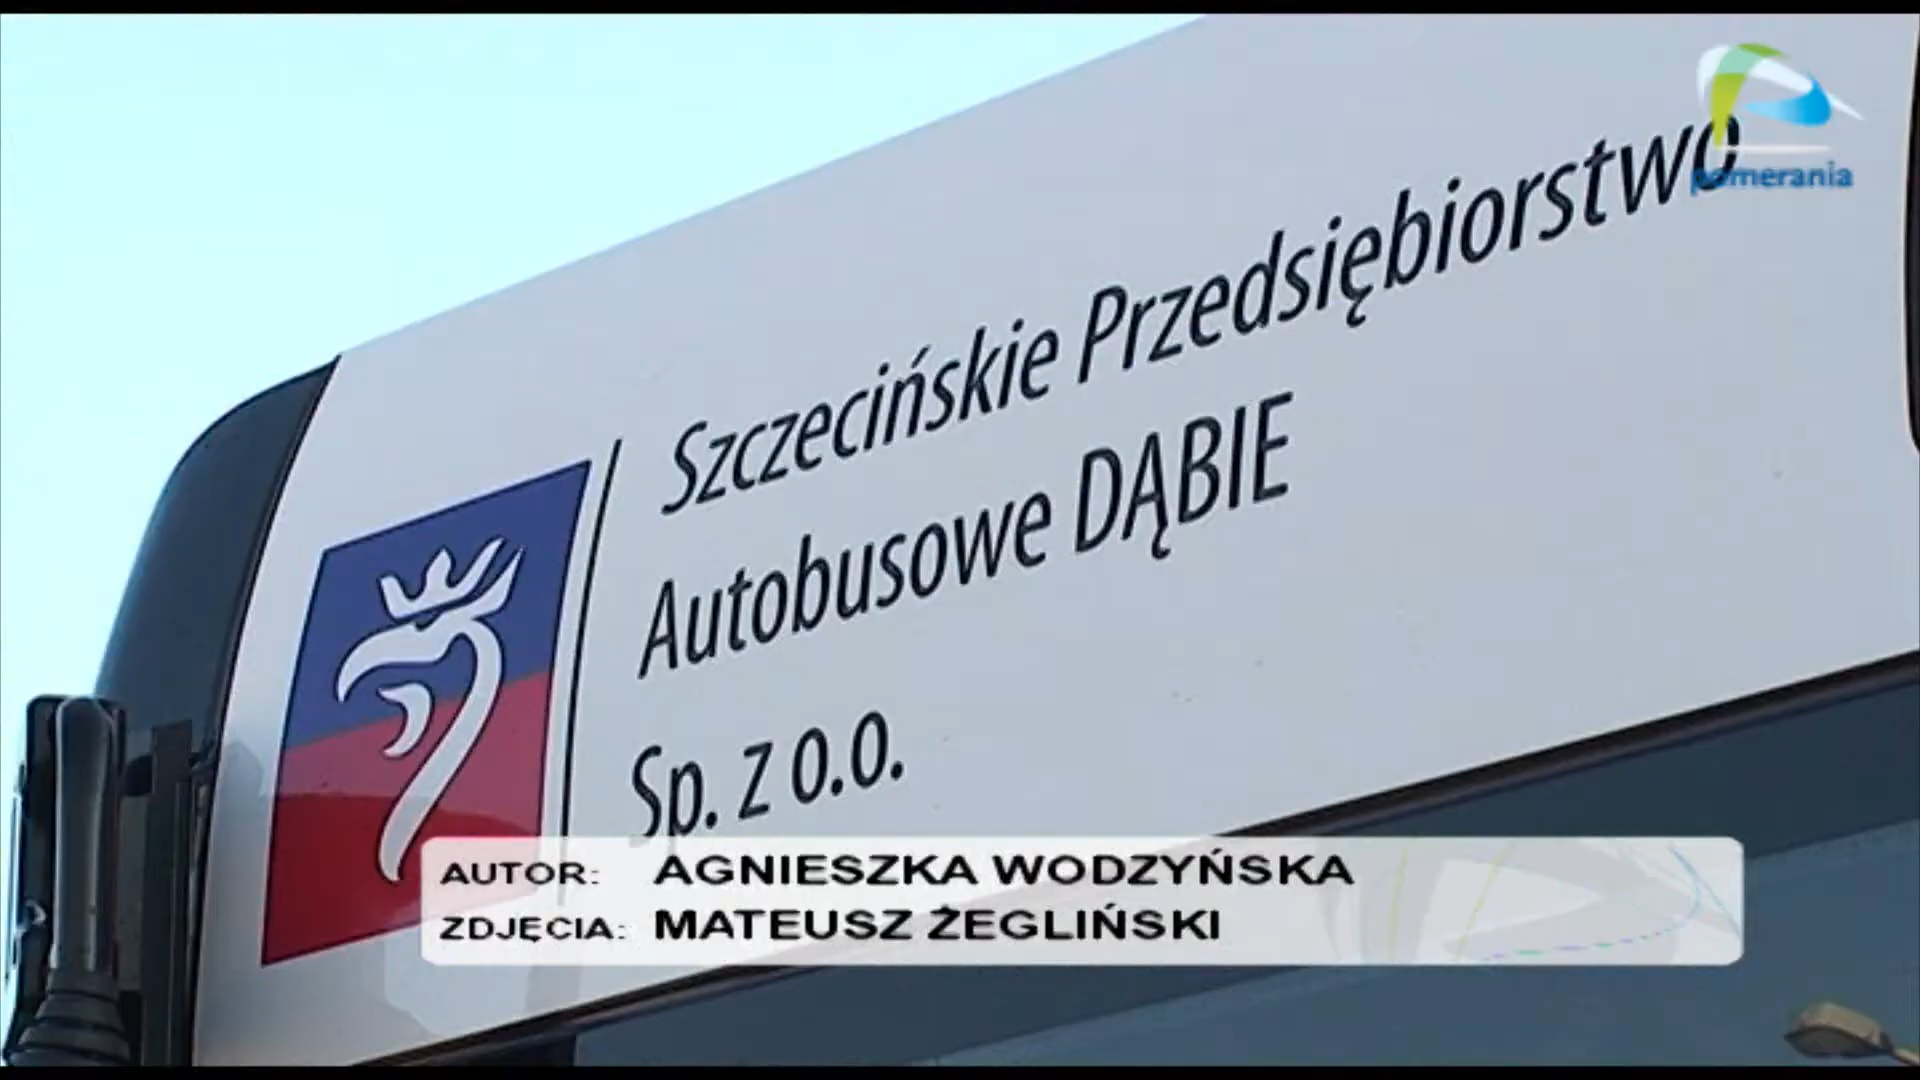 pomerania
Szczecińskie Przedsiębiorstwo
Autobusowe DĄBIE
Sp. z o.o.
AUTOR: AGNIESZKA WODZYŃSKA
ZDJĘCIA: MATEUSZ ŻEGLIŃSKI